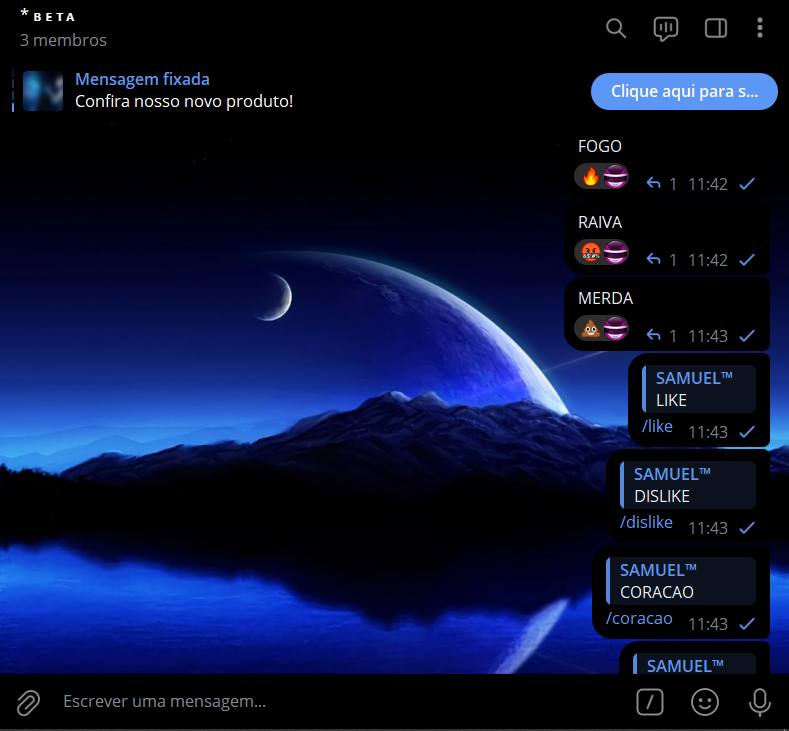 * BETA
3 membros
Mensagem fixada
Confira nosso novo produto!
Clique aqui para s...
FOGO
1 11:42
RAIVA
1 11:42
MERDA
1 11:43
SAMUEL™
LIKE
/like 11:43
SAMUEL™
DISLIKE
/dislike 11:43
SAMUEL™
CORACAO
/coracao 11:43
SAMUEL™
Escrever uma mensagem...